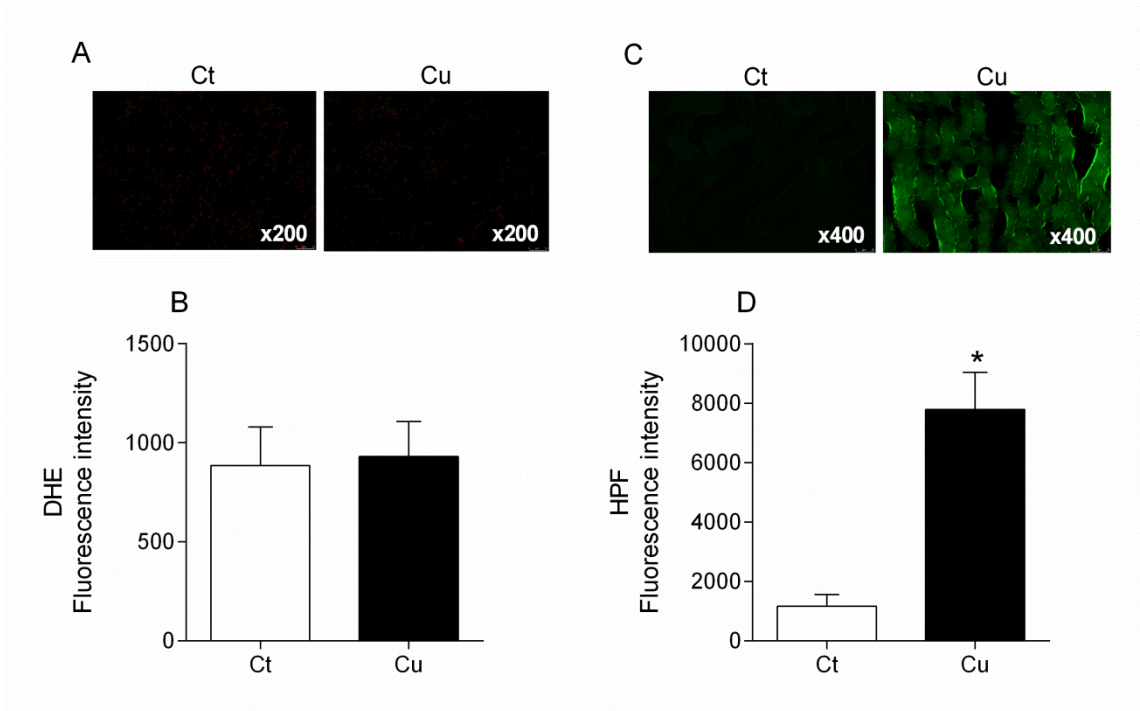 A
Ct
Cu
x200
x200
C
Ct
Cu
x400
x400
B
DHE
Fluorescence intensity
1500
1000
500
0
Ct
Cu
D
HPF
Fluorescence intensity
10000
8000
6000
4000
2000
0
*
Ct
Cu